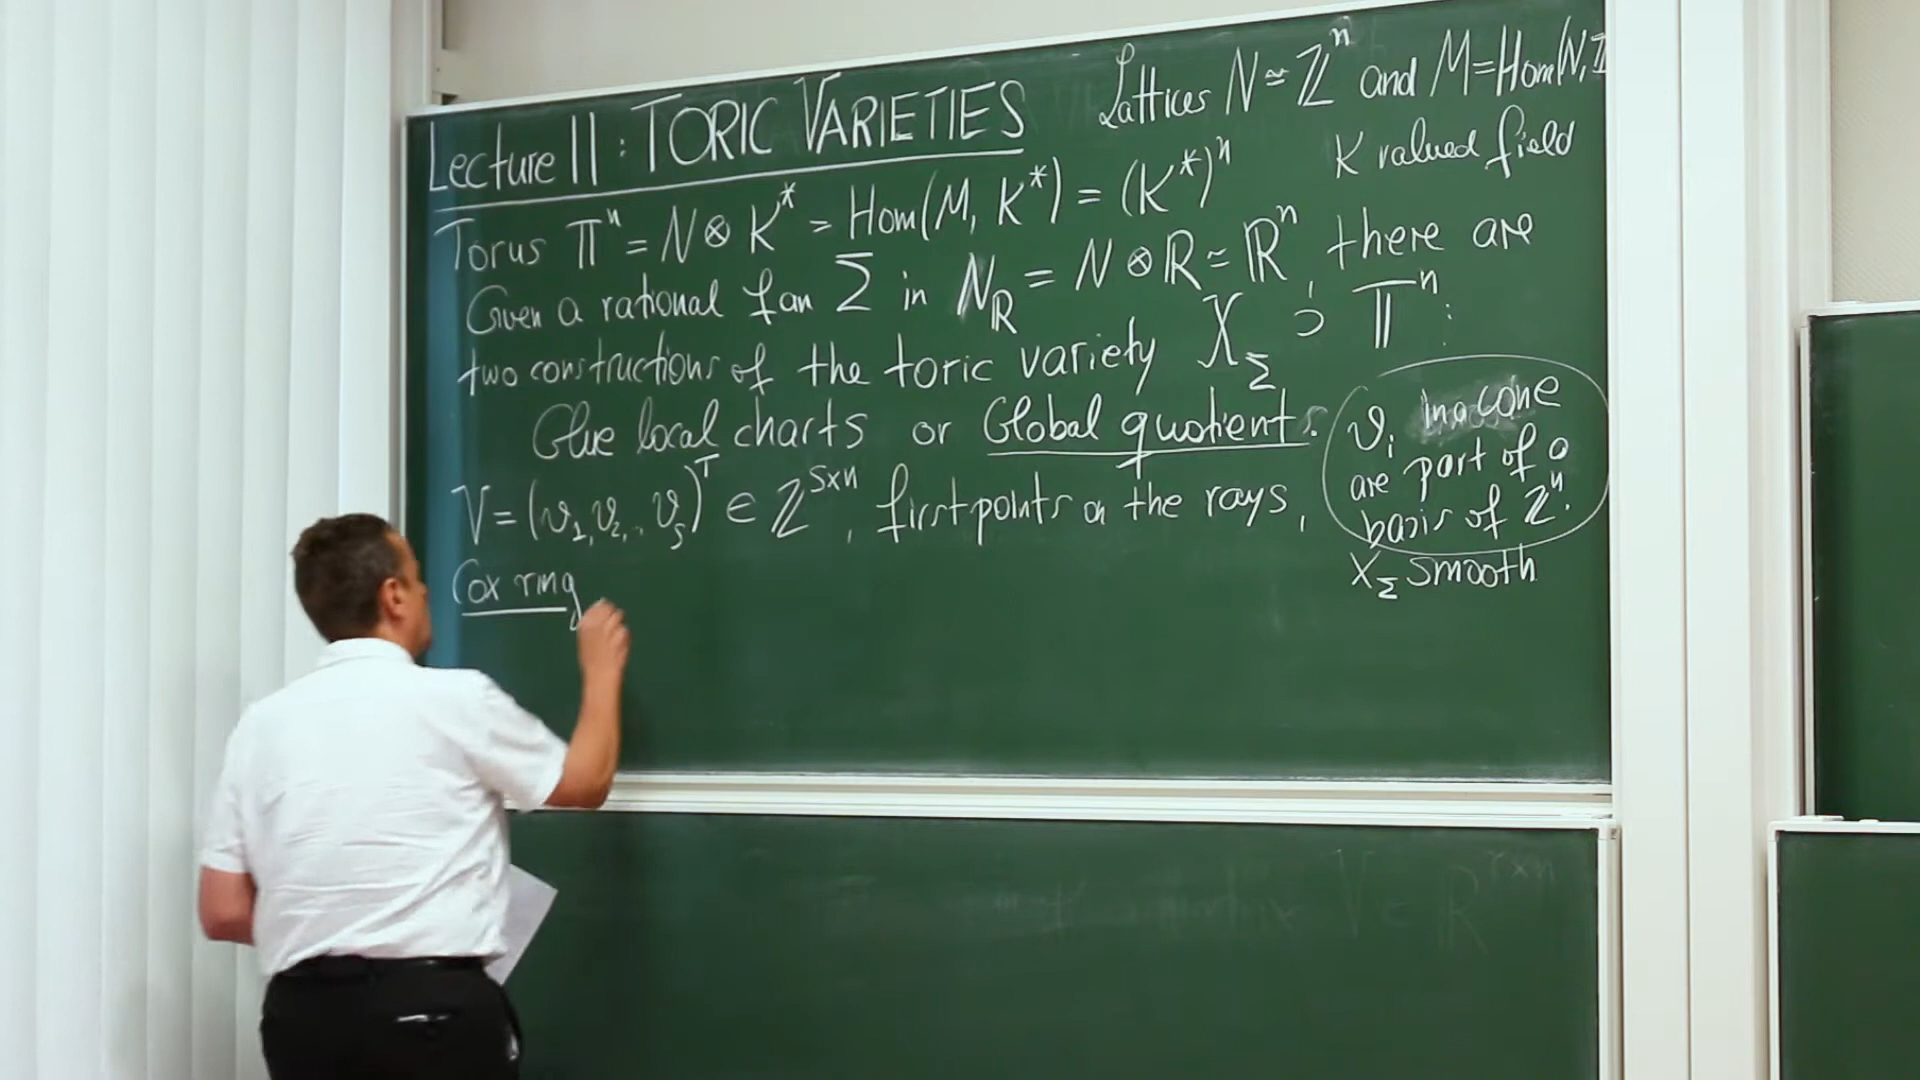 Lecture 11: TORIC VARIETIES
Lattices N ≃ ℤⁿ and M = Hom(N, ℤ
K valued field
Torus 𝕋ⁿ = N ⊗ K* = Hom(M, K*) = (K*)ⁿ
Given a rational fan Σ in N_ℝ = N ⊗ ℝ ≃ ℝⁿ, there are
two constructions of the toric variety X_Σ ⊃ 𝕋ⁿ:
Glue local charts or Global quotient.
V = (v₁, v₂, .., v_s)ᵀ ∈ ℤ^{s×n}, first points on the rays,
v_i in a cone
are part of a
basis of ℤⁿ.
X_Σ smooth
Cox ring
V ∈ ℝ^{r×n}